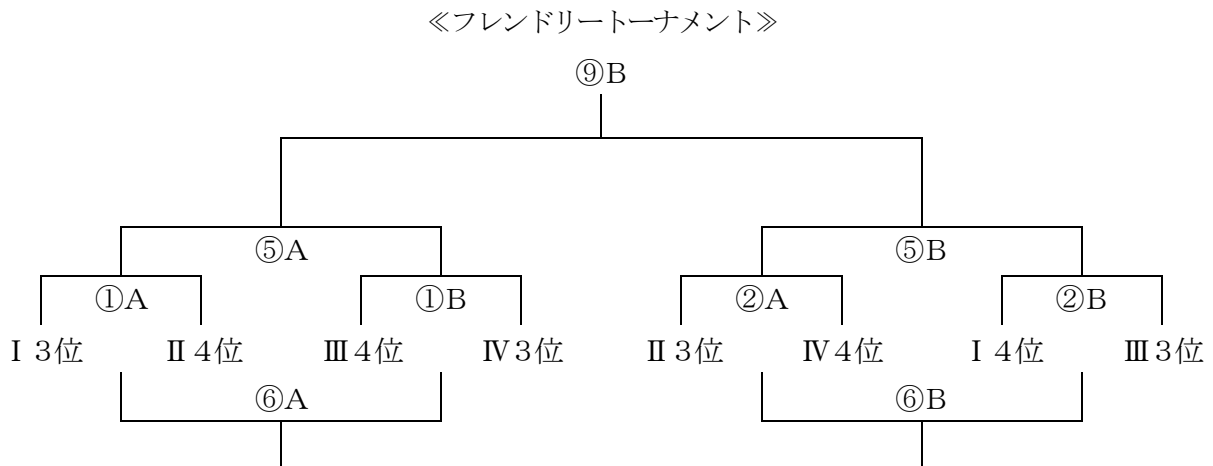 ≪フレンドリートーナメント≫
⑨B
⑤A ⑤B
①A ①B ②A ②B
Ⅰ３位 Ⅱ４位 Ⅲ４位 Ⅳ３位 Ⅱ３位 Ⅳ４位 Ⅰ４位 Ⅲ３位
⑥A ⑥B